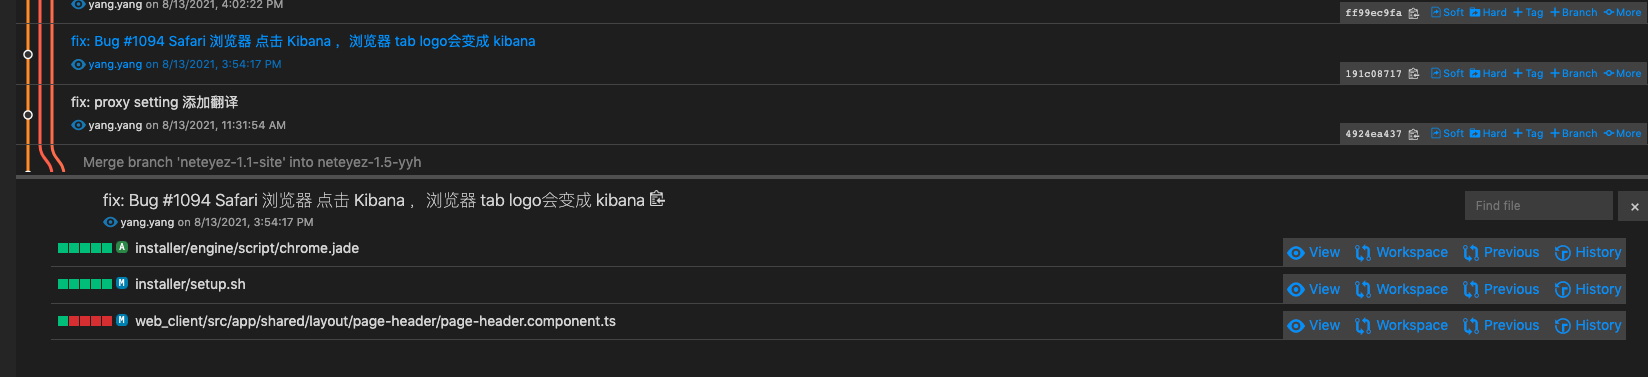 yang.yang on 8/13/2021, 4:02:22 PM
ff99ec9fa Soft Hard Tag Branch More
fix: Bug #1094 Safari 浏览器 点击 Kibana ，浏览器 tab logo会变成 kibana
yang.yang on 8/13/2021, 3:54:17 PM
191c08717 Soft Hard Tag Branch More
fix: proxy setting 添加翻译
yang.yang on 8/13/2021, 11:31:54 AM
4924ea437 Soft Hard Tag Branch More
Merge branch 'neteyez-1.1-site' into neteyez-1.5-yyh
fix: Bug #1094 Safari 浏览器 点击 Kibana ，浏览器 tab logo会变成 kibana
Find file ×
yang.yang on 8/13/2021, 3:54:17 PM
A installer/engine/script/chrome.jade View Workspace Previous History
M installer/setup.sh View Workspace Previous History
M web_client/src/app/shared/layout/page-header/page-header.component.ts View Workspace Previous History